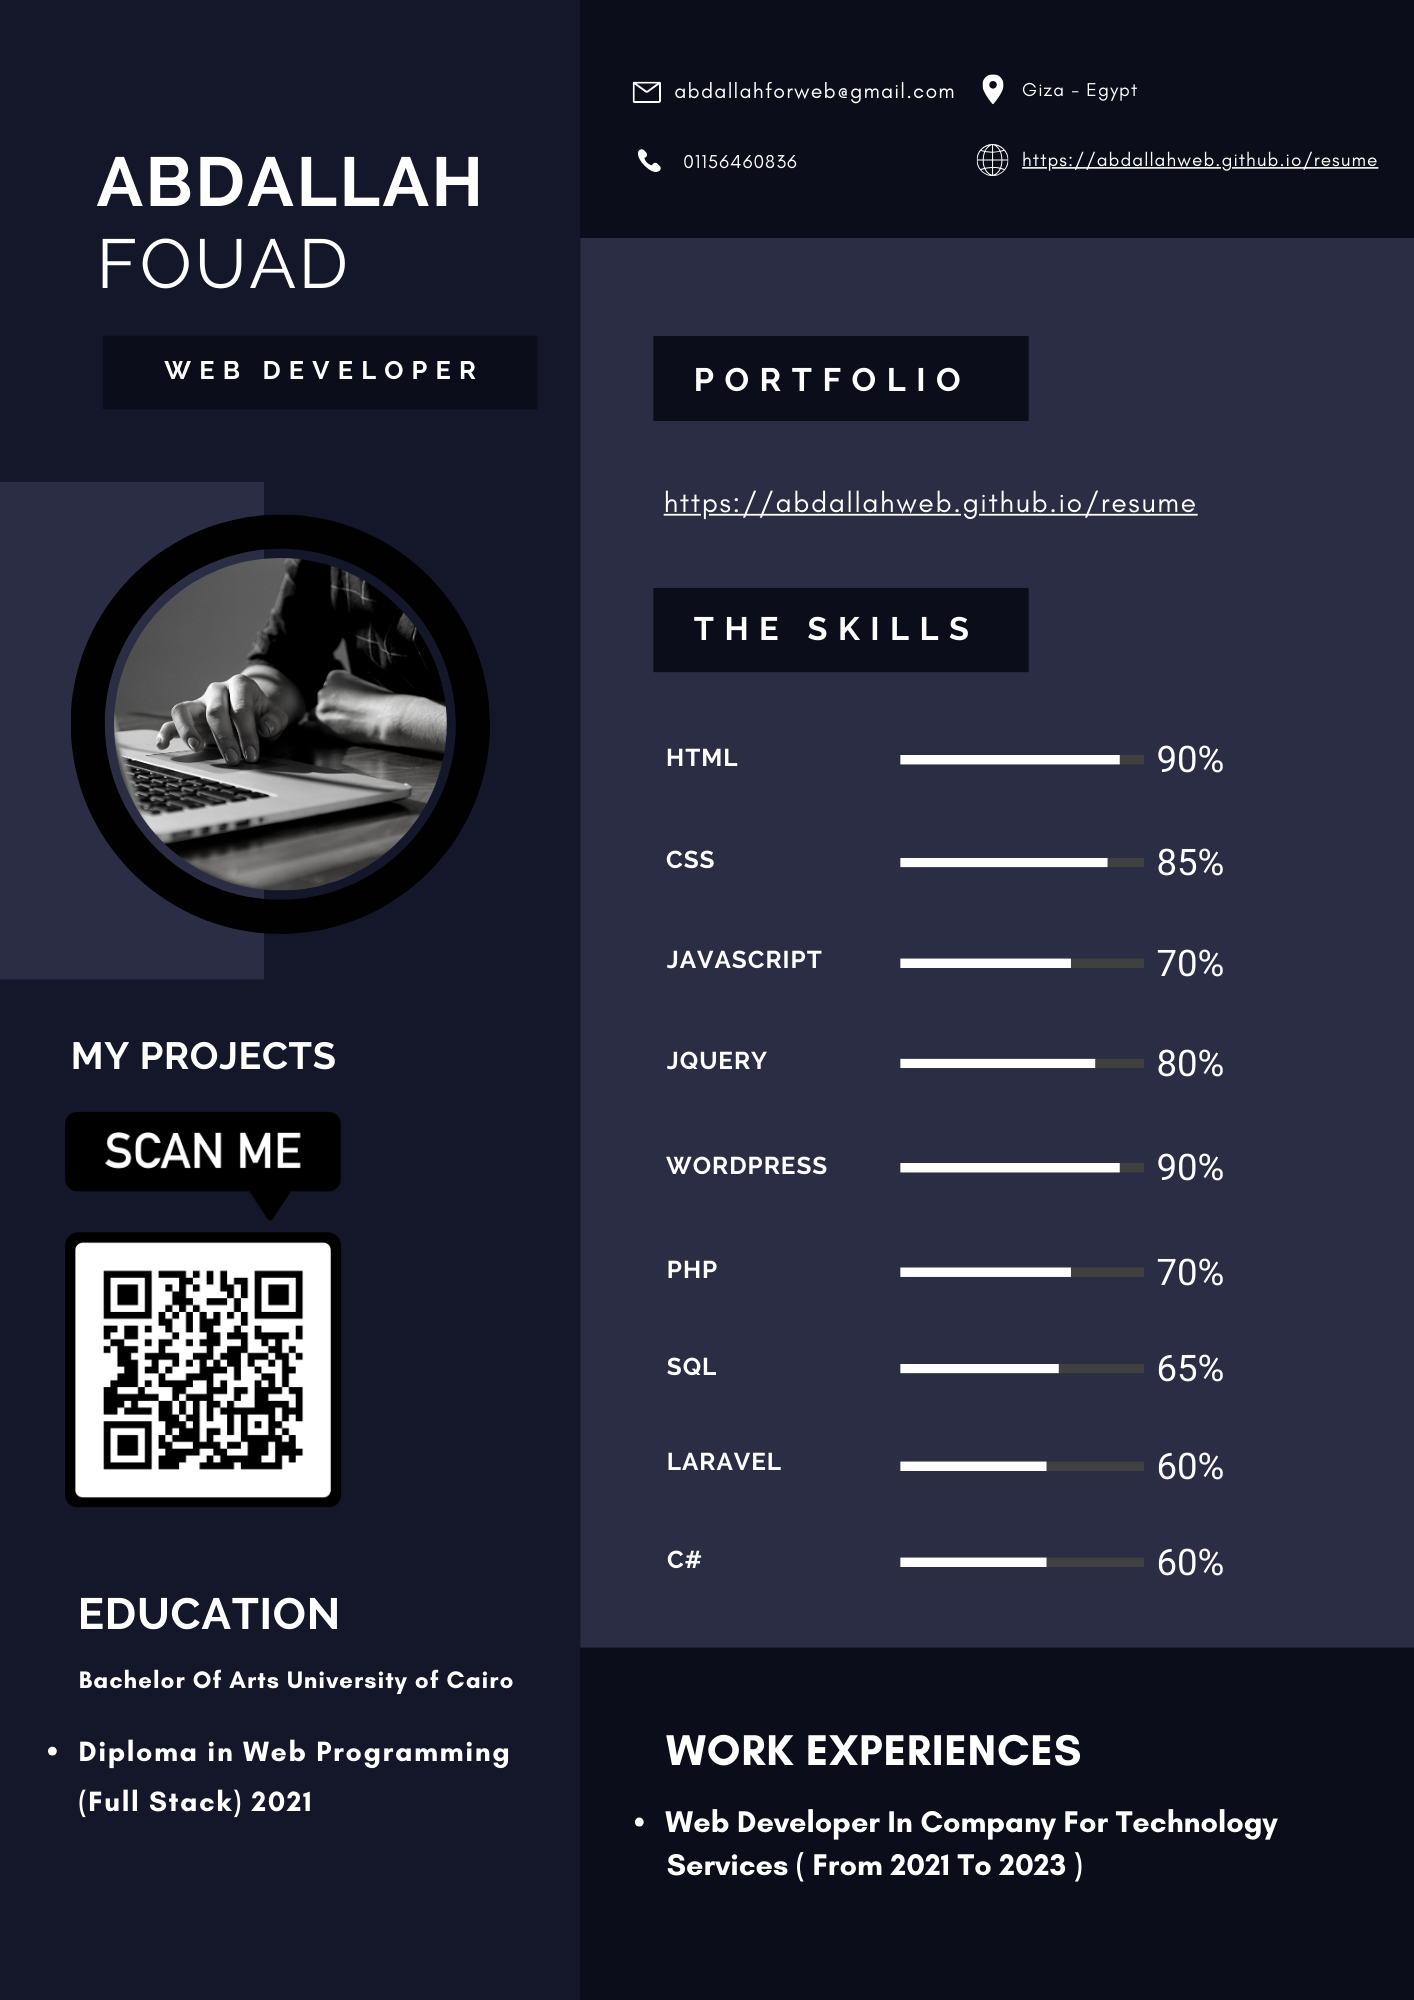 ABDALLAH
FOUAD
WEB DEVELOPER
MY PROJECTS
SCAN ME
EDUCATION
Bachelor Of Arts University of Cairo
• Diploma in Web Programming
(Full Stack) 2021
abdallahforweb@gmail.com
Giza - Egypt
01156460836
https://abdallahweb.github.io/resume
PORTFOLIO
https://abdallahweb.github.io/resume
THE SKILLS
HTML 90%
CSS 85%
JAVASCRIPT 70%
JQUERY 80%
WORDPRESS 90%
PHP 70%
SQL 65%
LARAVEL 60%
C# 60%
WORK EXPERIENCES
• Web Developer In Company For Technology
Services ( From 2021 To 2023 )